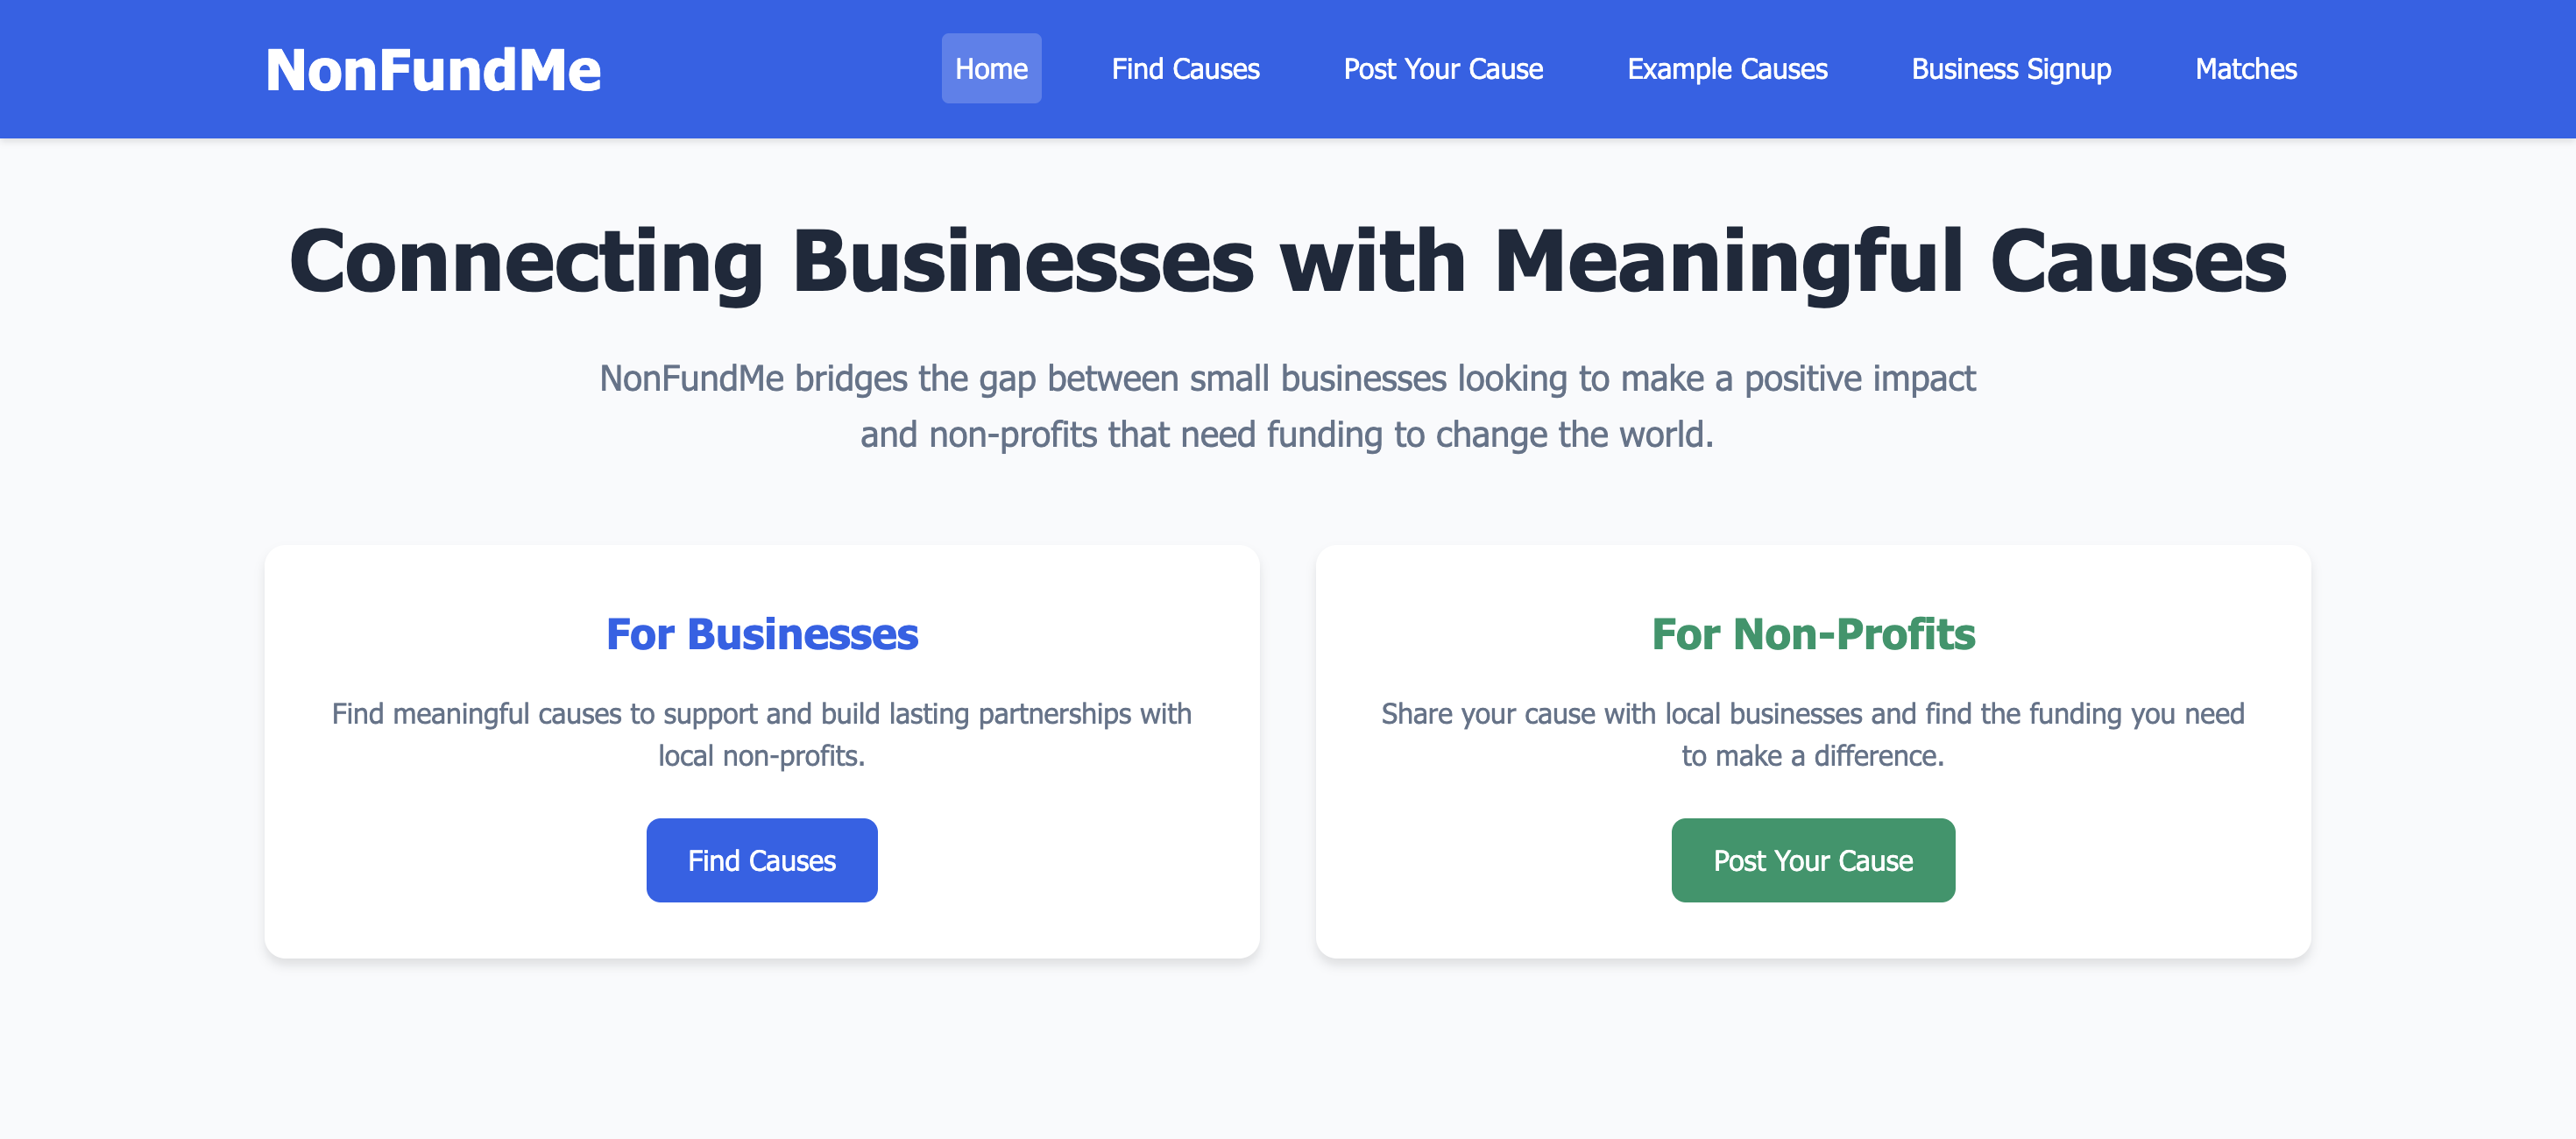 NonFundMe
Home
Find Causes
Post Your Cause
Example Causes
Business Signup
Matches
Connecting Businesses with Meaningful Causes
NonFundMe bridges the gap between small businesses looking to make a positive impact
and non-profits that need funding to change the world.
For Businesses
Find meaningful causes to support and build lasting partnerships with
local non-profits.
Find Causes
For Non-Profits
Share your cause with local businesses and find the funding you need
to make a difference.
Post Your Cause